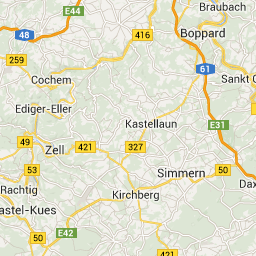 E44
Braubach
48
416
Boppard
259
61
Cochem
Sankt G
Ediger-Eller
Kastellaun
E31
49
Zell
421
327
53
Simmern
50
Rachtig
Kirchberg
Dax
astel-Kues
50
E42
50